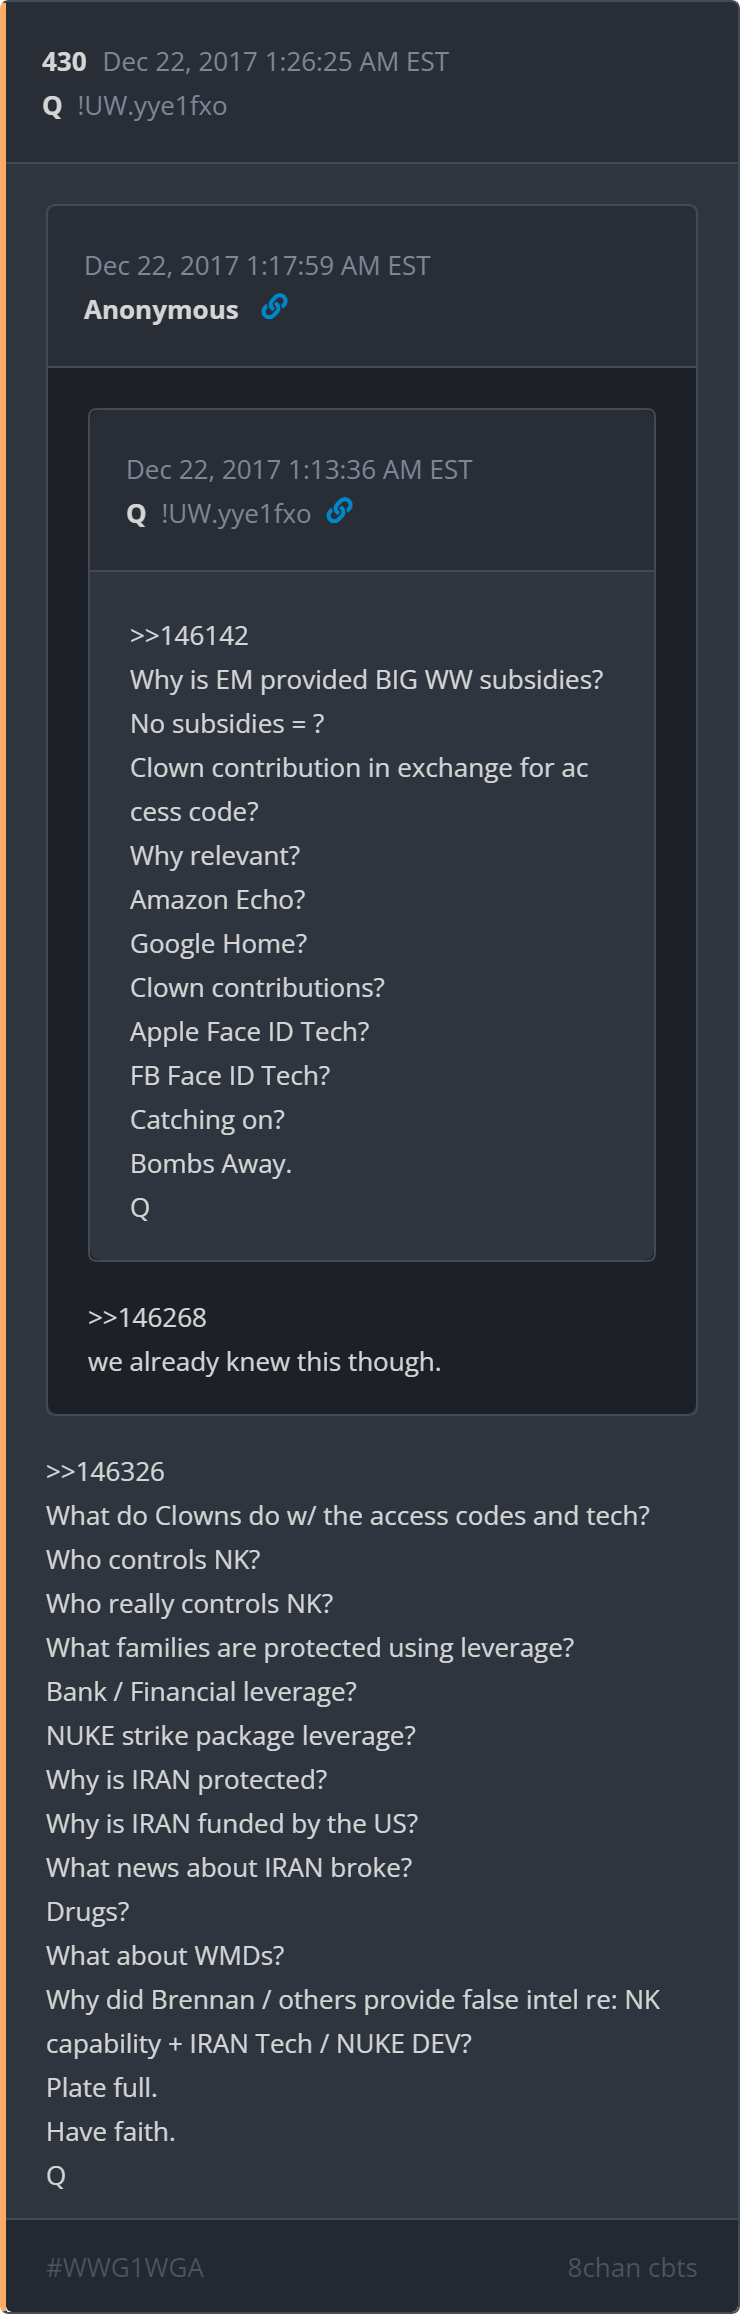 430 Dec 22, 2017 1:26:25 AM EST
Q !UW.yye1fxo
Dec 22, 2017 1:17:59 AM EST
Anonymous
Dec 22, 2017 1:13:36 AM EST
Q !UW.yye1fxo
>>146142
Why is EM provided BIG WW subsidies?
No subsidies = ?
Clown contribution in exchange for ac
cess code?
Why relevant?
Amazon Echo?
Google Home?
Clown contributions?
Apple Face ID Tech?
FB Face ID Tech?
Catching on?
Bombs Away.
Q
>>146268
we already knew this though.
>>146326
What do Clowns do w/ the access codes and tech?
Who controls NK?
Who really controls NK?
What families are protected using leverage?
Bank / Financial leverage?
NUKE strike package leverage?
Why is IRAN protected?
Why is IRAN funded by the US?
What news about IRAN broke?
Drugs?
What about WMDs?
Why did Brennan / others provide false intel re: NK
capability + IRAN Tech / NUKE DEV?
Plate full.
Have faith.
Q
#WWG1WGA 8chan cbts